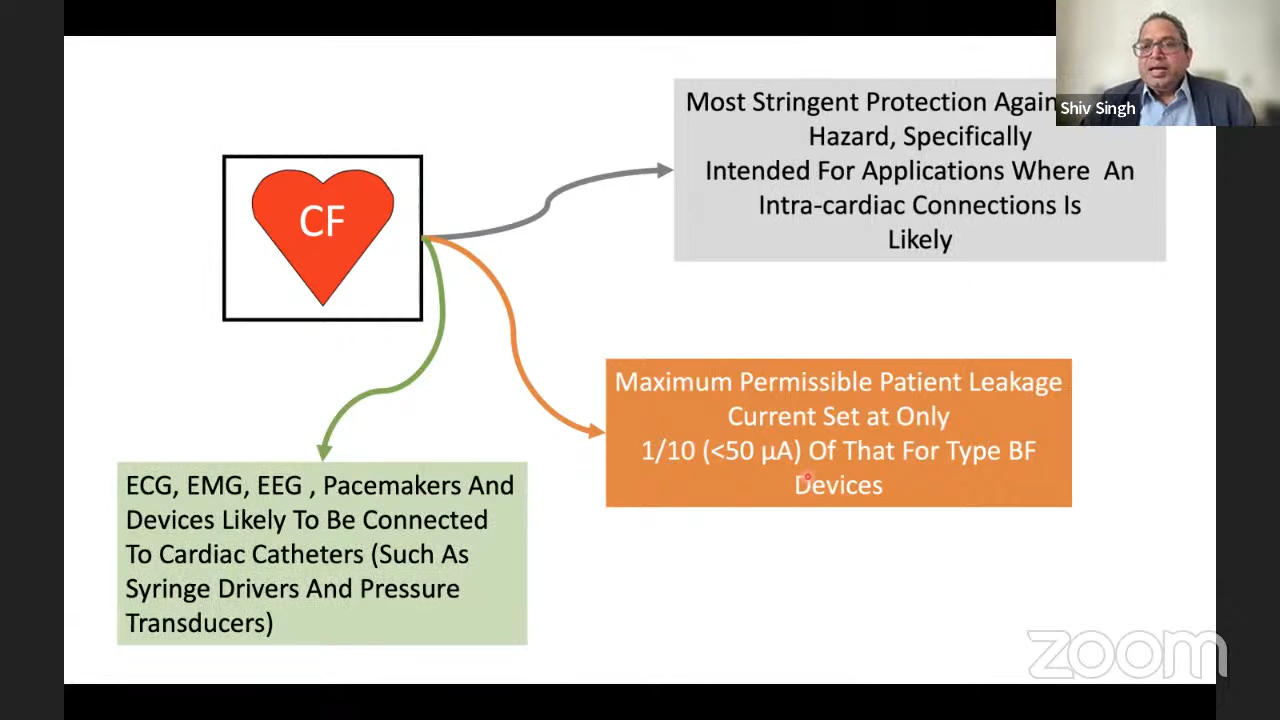 Shiv Singh
Most Stringent Protection
Hazard, Specifically
Intended For Applications Where An
Intra-cardiac Connections Is
Likely
CF
Maximum Permissible Patient Leakage
Current Set at Only
1/10 (<50 µA) Of That For Type BF
Devices
ECG, EMG, EEG , Pacemakers And
Devices Likely To Be Connected
To Cardiac Catheters (Such As
Syringe Drivers And Pressure
Transducers)
zoom